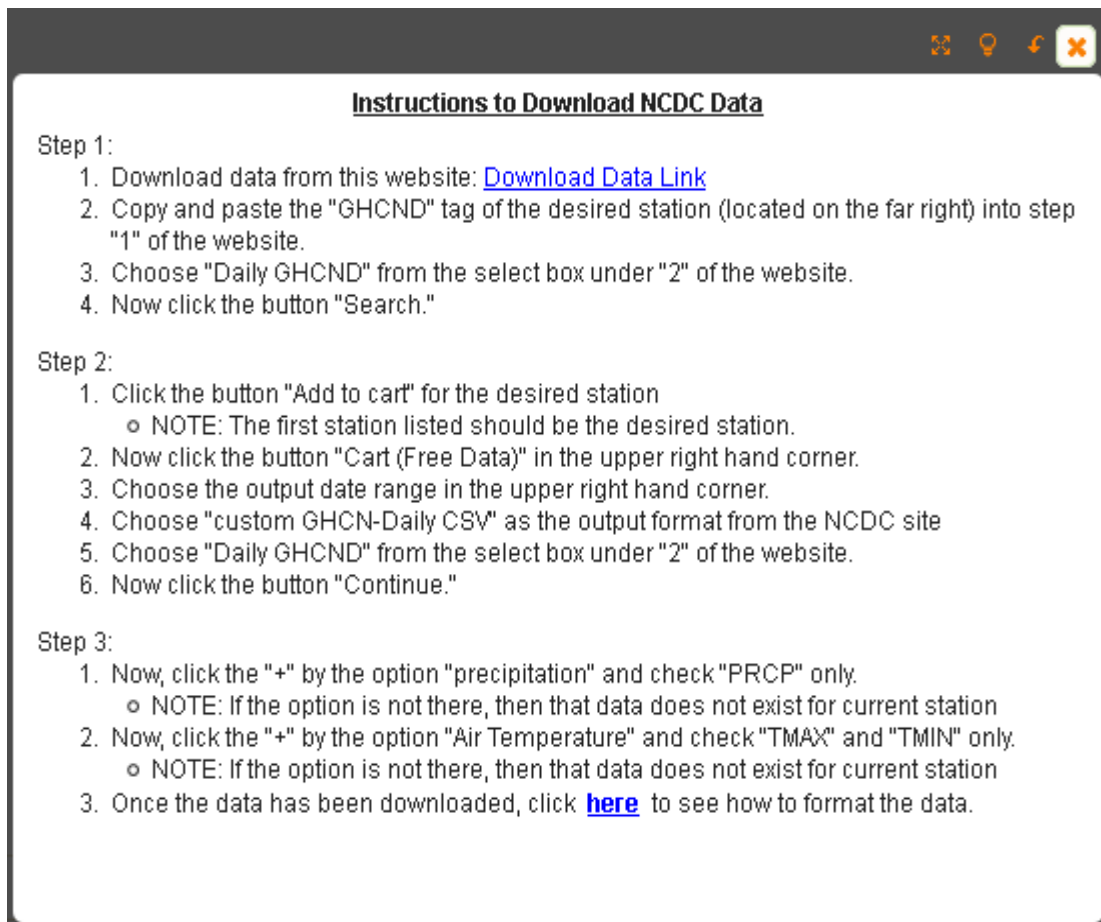 Instructions to Download NCDC Data
Step 1:
1. Download data from this website: Download Data Link
2. Copy and paste the "GHCND" tag of the desired station (located on the far right) into step
"1" of the website.
3. Choose "Daily GHCND" from the select box under "2" of the website.
4. Now click the button "Search."
Step 2:
1. Click the button "Add to cart" for the desired station
NOTE: The first station listed should be the desired station.
2. Now click the button "Cart (Free Data)" in the upper right hand corner.
3. Choose the output date range in the upper right hand corner.
4. Choose "custom GHCN-Daily CSV" as the output format from the NCDC site
5. Choose "Daily GHCND" from the select box under "2" of the website.
6. Now click the button "Continue."
Step 3:
1. Now, click the "+" by the option "precipitation" and check "PRCP" only.
NOTE: If the option is not there, then that data does not exist for current station
2. Now, click the "+" by the option "Air Temperature" and check "TMAX" and "TMIN" only.
NOTE: If the option is not there, then that data does not exist for current station
3. Once the data has been downloaded, click here to see how to format the data.